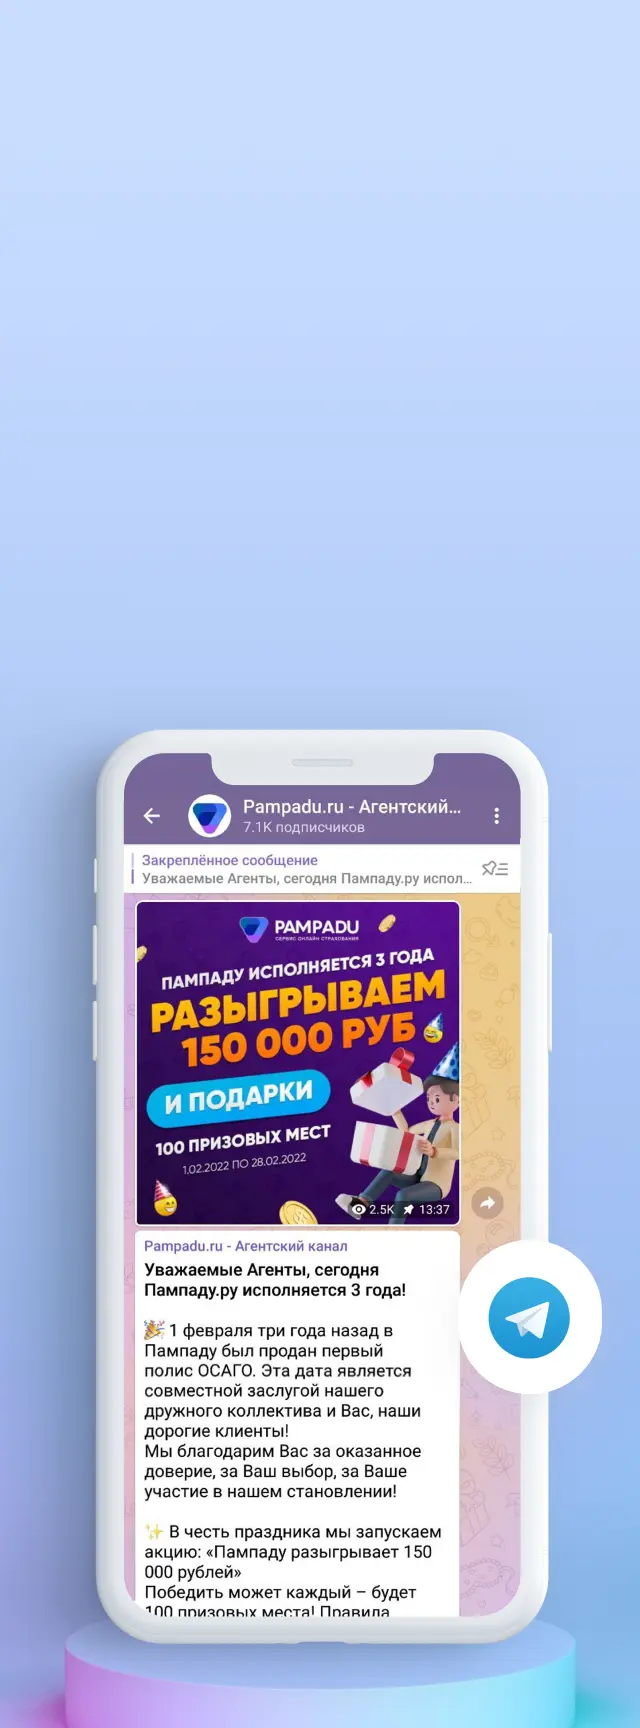 Pampadu.ru - Агентский...
7.1K подписчиков
Закреплённое сообщение
Уважаемые Агенты, сегодня Пампаду.ру испол...
PAMPADU
СЕРВИС ОНЛАЙН СТРАХОВАНИЯ
ПАМПАДУ ИСПОЛНЯЕТСЯ 3 ГОДА
РАЗЫГРЫВАЕМ
150 000 РУБ
И ПОДАРКИ
100 ПРИЗОВЫХ МЕСТ
1.02.2022 ПО 28.02.2022
2.5K 13:37
Pampadu.ru - Агентский канал
Уважаемые Агенты, сегодня
Пампаду.ру исполняется 3 года!
🎉 1 февраля три года назад в
Пампаду был продан первый
полис ОСАГО. Эта дата является
совместной заслугой нашего
дружного коллектива и Вас, наши
дорогие клиенты!
Мы благодарим Вас за оказанное
доверие, за Ваш выбор, за Ваше
участие в нашем становлении!
✨ В честь праздника мы запускаем
акцию: «Пампаду разыгрывает 150
000 рублей»
Победить может каждый – будет
100 призовых места! Правила